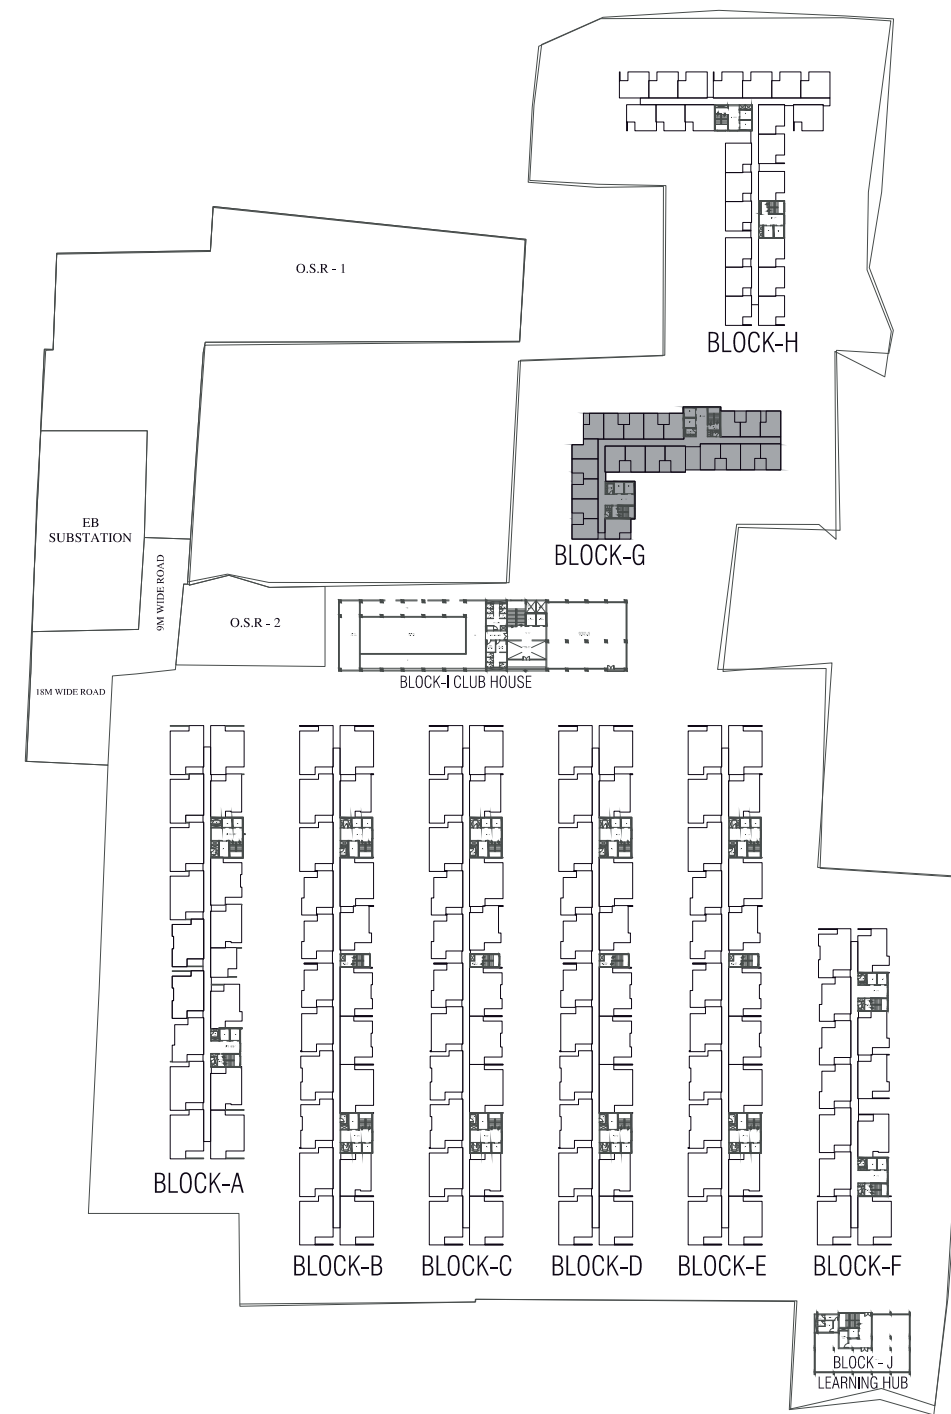 O.S.R - 1
BLOCK-H
EB
SUBSTATION
BLOCK-G
9M WIDE ROAD
O.S.R - 2
BLOCK-I CLUB HOUSE
18M WIDE ROAD
BLOCK-A
BLOCK-B
BLOCK-C
BLOCK-D
BLOCK-E
BLOCK-F
BLOCK - J
LEARNING HUB